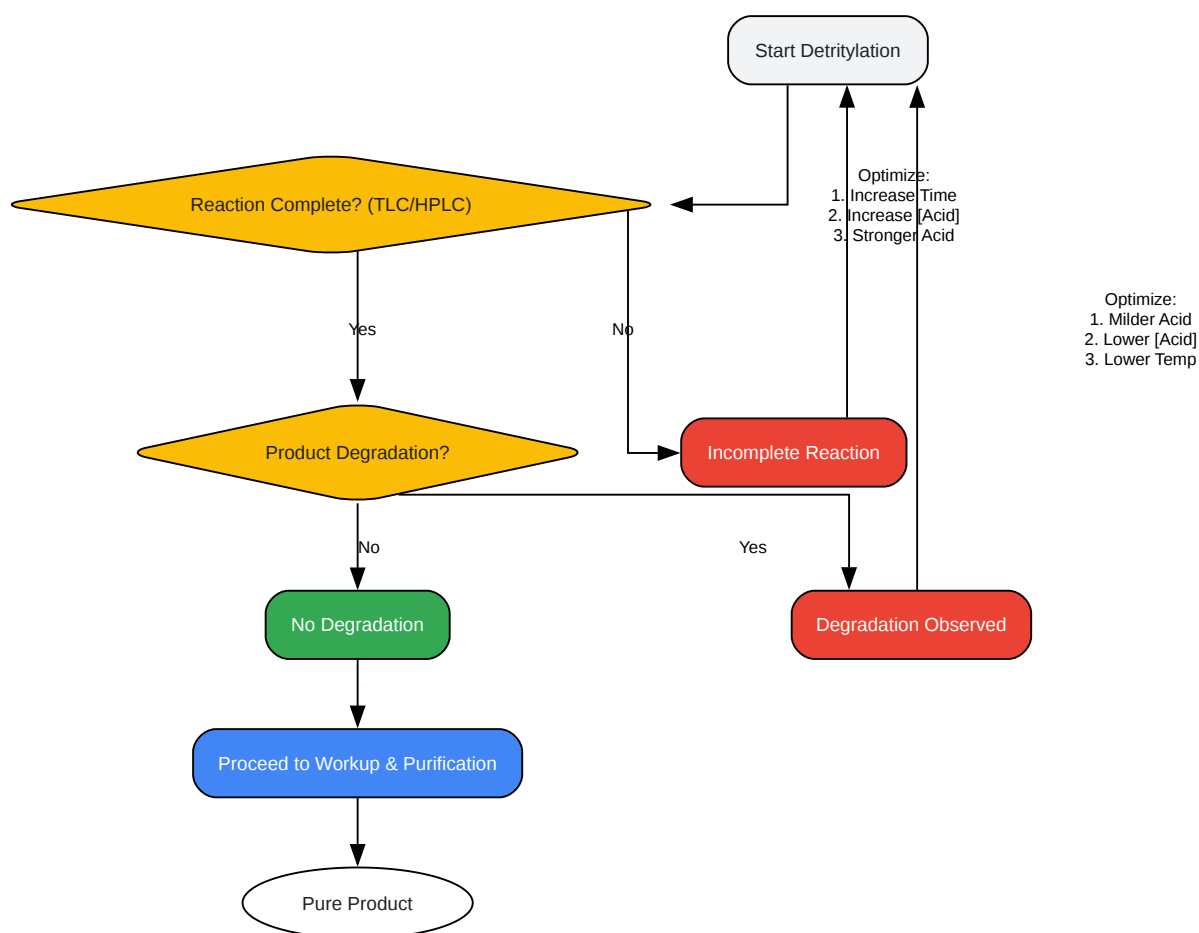 Start Detritylation
Optimize:
1. Increase Time
2. Increase [Acid]
3. Stronger Acid
Reaction Complete? (TLC/HPLC)
Optimize:
1. Milder Acid
2. Lower [Acid]
3. Lower Temp
Yes
No
Product Degradation?
Incomplete Reaction
No
Yes
No Degradation
Degradation Observed
Proceed to Workup & Purification
Pure Product